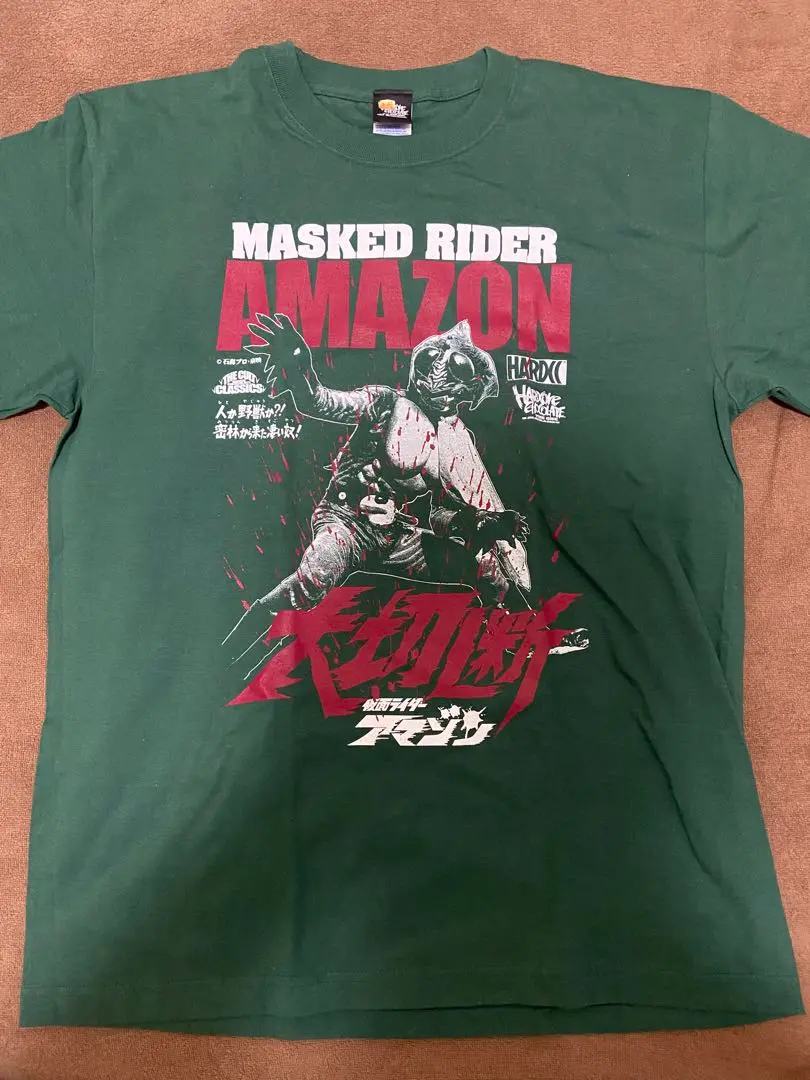 MASKED RIDER
AMAZON
© 石森プロ・東映
THE CULT
CLASSICS
人か野獣か?!
密林から来た凄い奴!
HARDCC
HARDCORE
CHOCOLATE
大切断
仮面ライダー
アマゾン